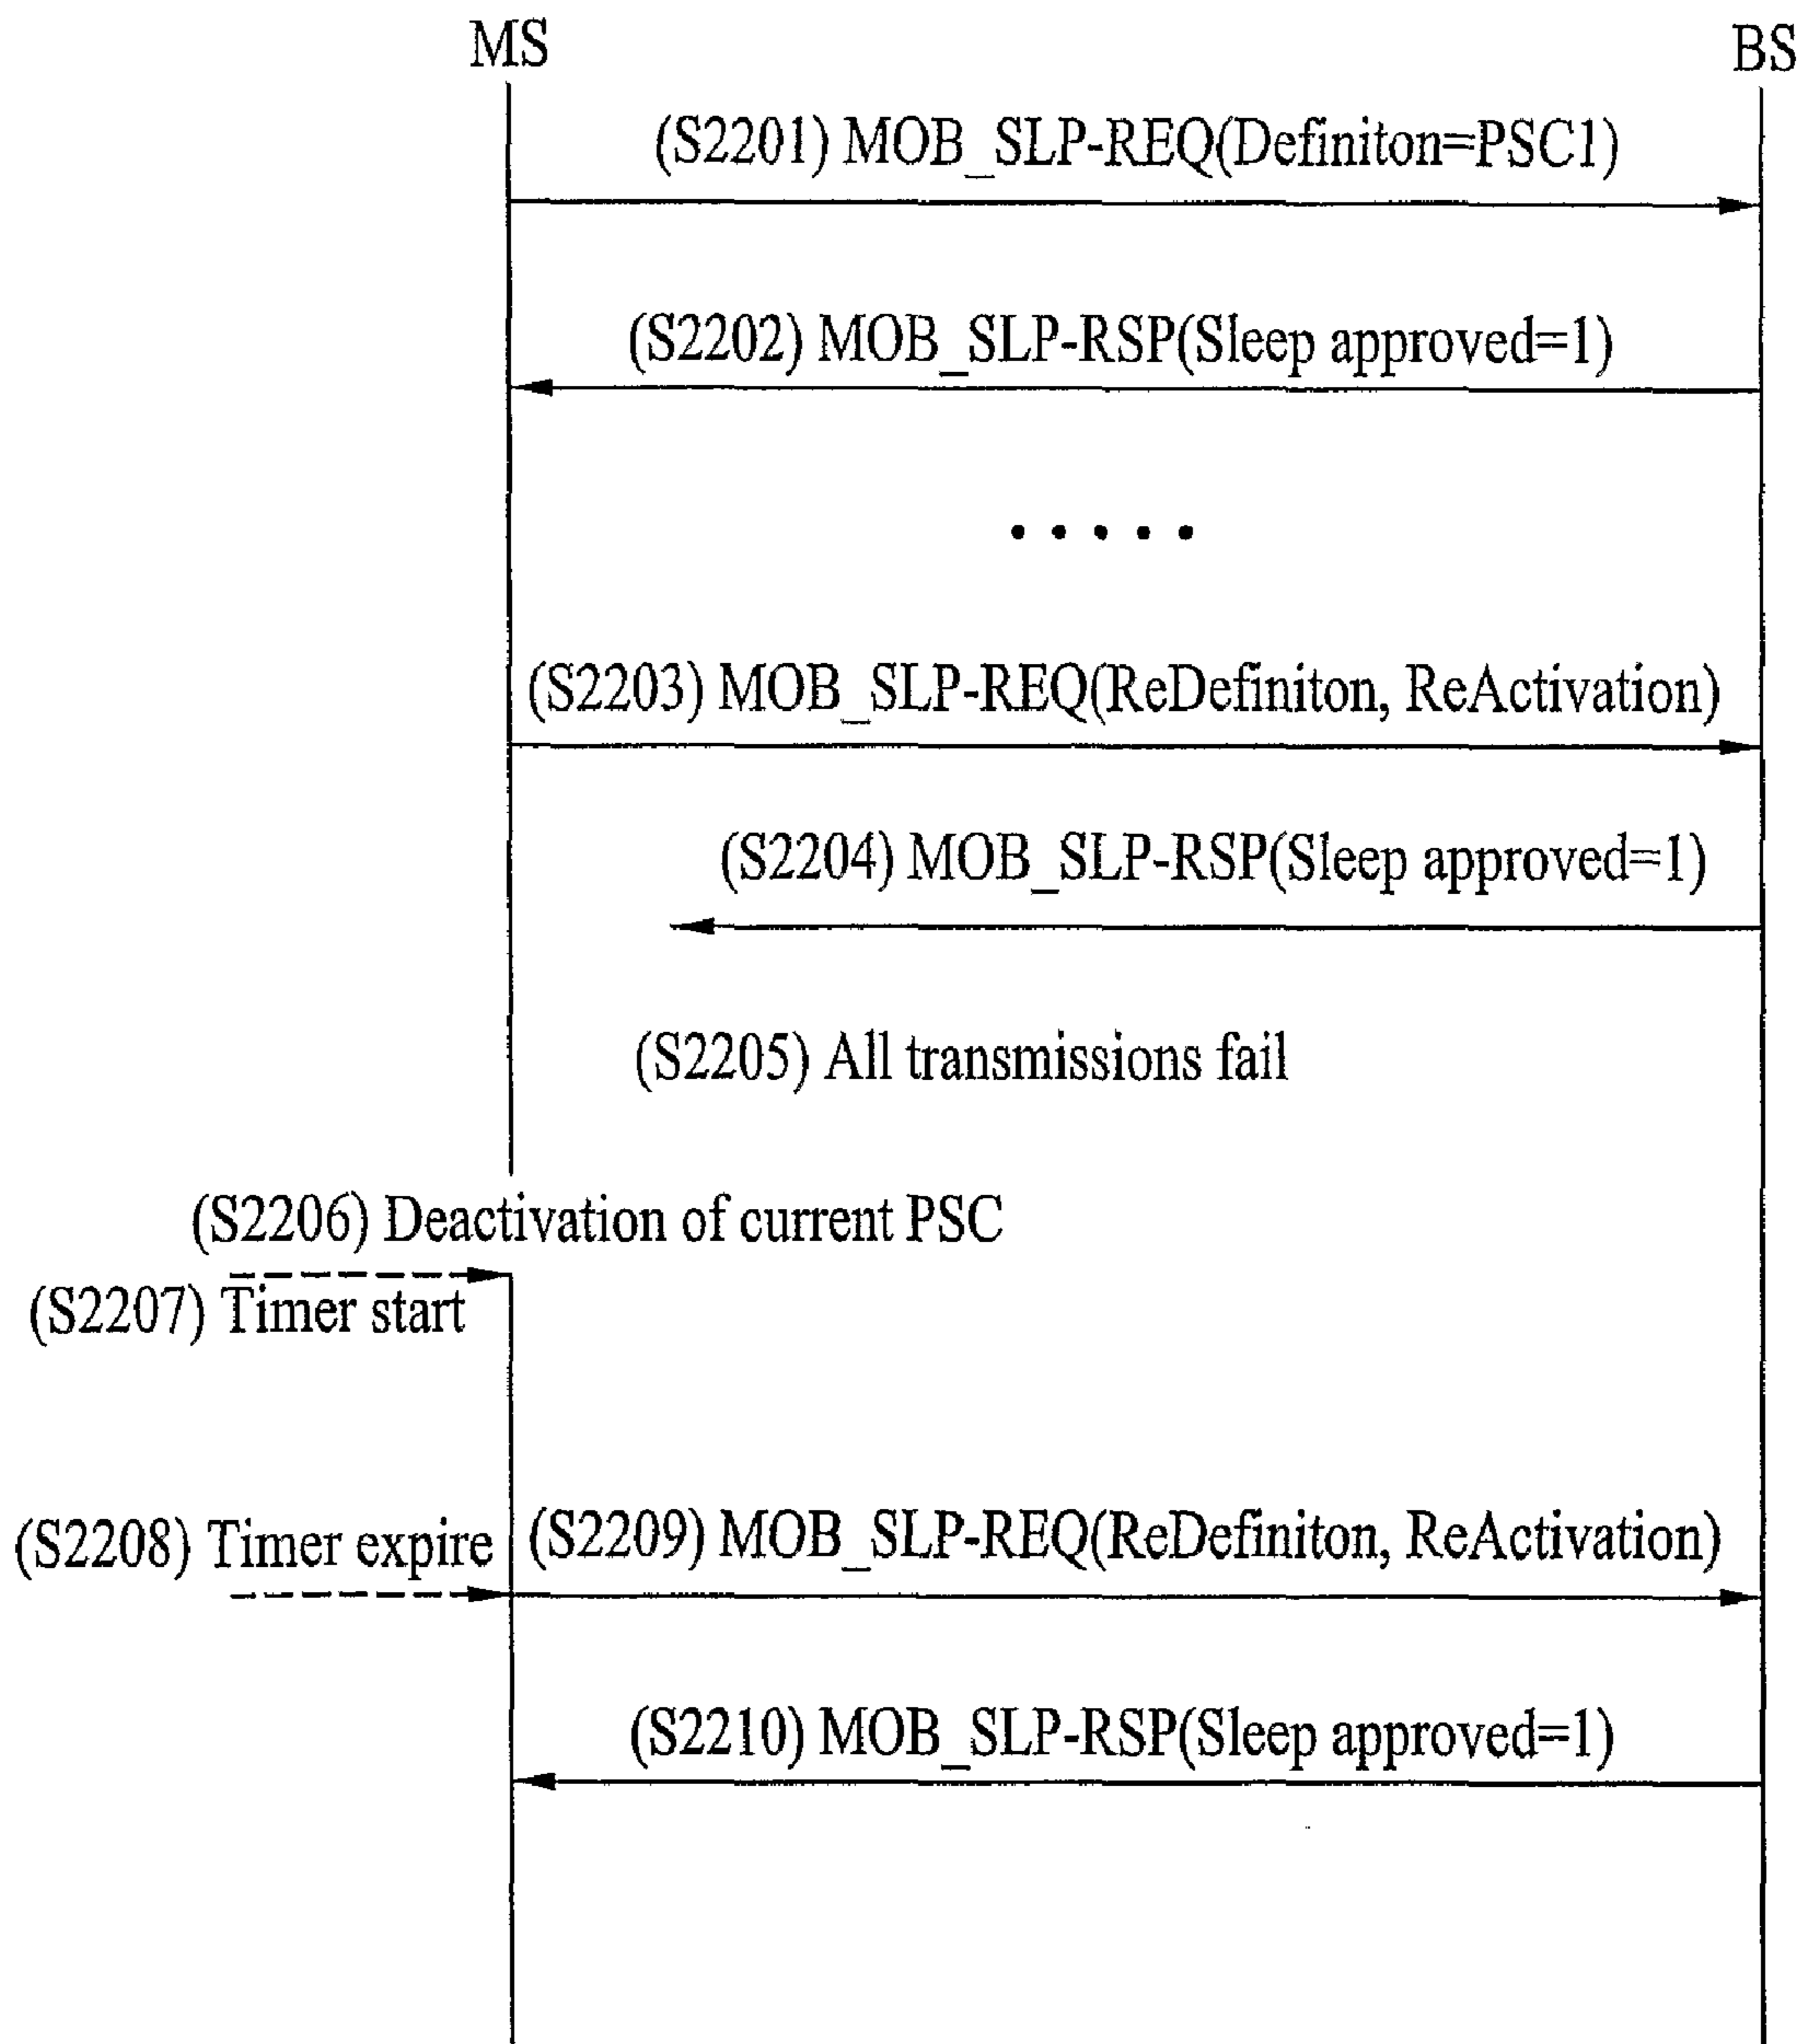 MS
BS
(S2201) MOB_SLP-REQ(Definiton=PSC1)
(S2202) MOB_SLP-RSP(Sleep approved=1)
(S2203) MOB_SLP-REQ(ReDefiniton, ReActivation)
(S2204) MOB_SLP-RSP(Sleep approved=1)
(S2205) All transmissions fail
(S2206) Deactivation of current PSC
(S2207) Timer start
(S2208) Timer expire
(S2209) MOB_SLP-REQ(ReDefiniton, ReActivation)
(S2210) MOB_SLP-RSP(Sleep approved=1)